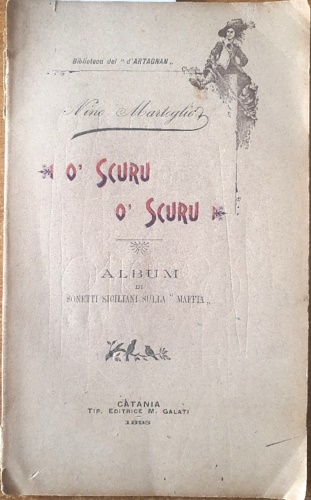 Biblioteca del " d'ARTAGNAN „
Nino Martoglio
O' SCURU
O' SCURU
ALBUM
DI
SONETTI SICILIANI SULLA " MAFFIA „
CATANIA
TIP. EDITRICE M. GALATI